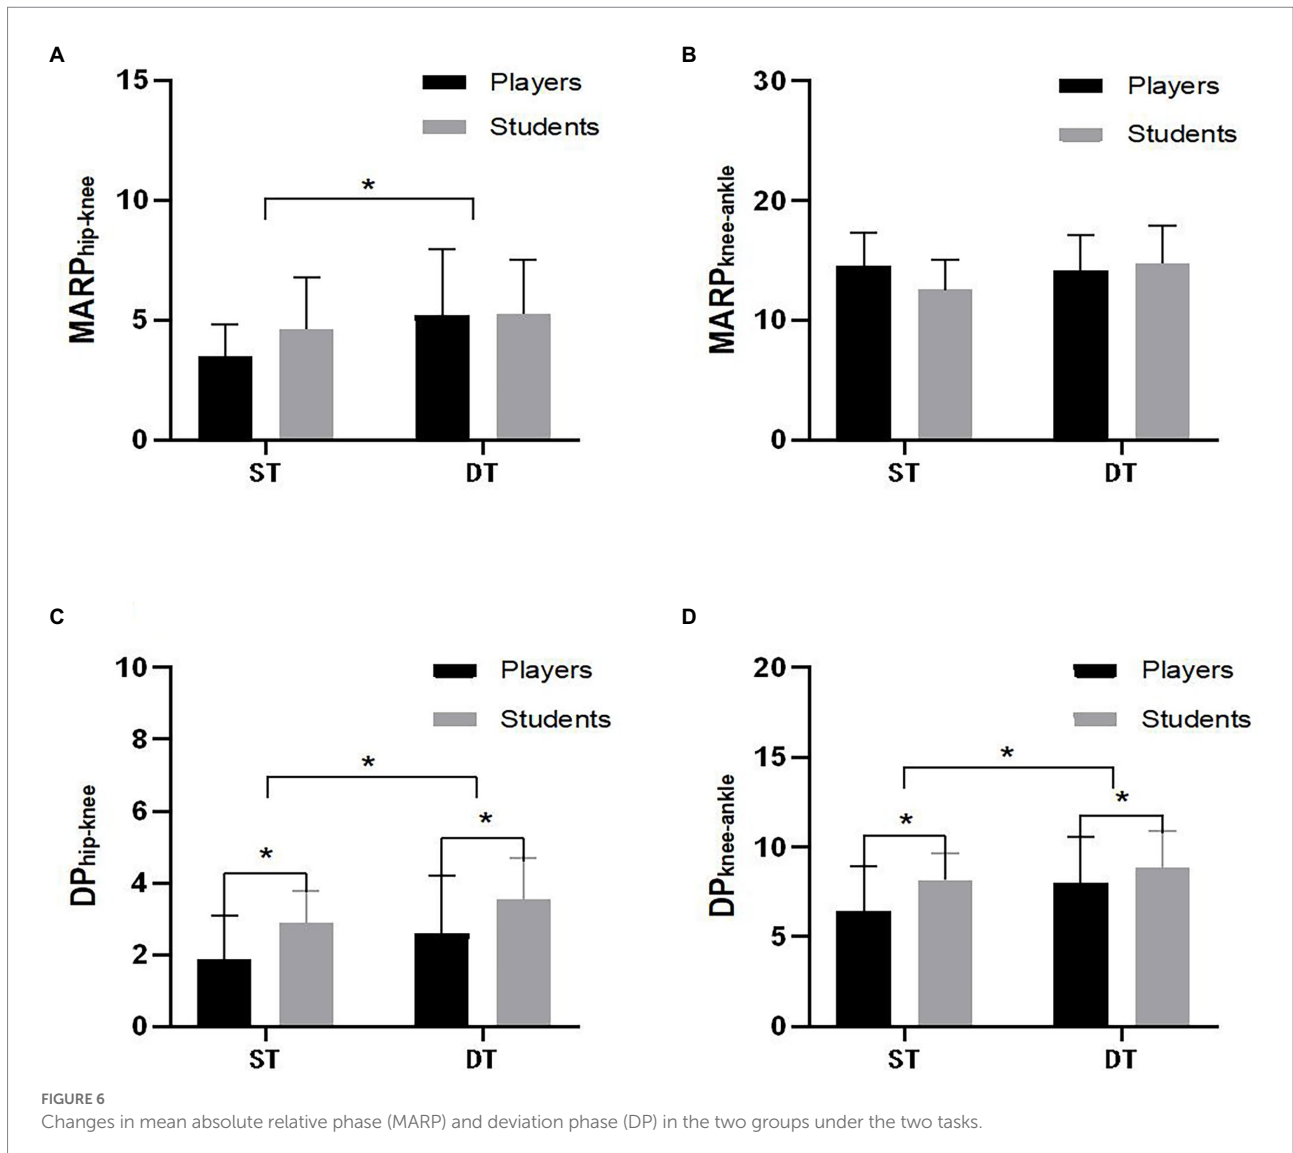 A
15
10
5
0
MARPhip-knee
Players
Students
*
ST
DT
B
30
20
10
0
MARPknee-ankle
Players
Students
ST
DT
C
10
8
6
4
2
0
DPhip-knee
Players
Students
*
*
*
ST
DT
D
20
15
10
5
0
DPknee-ankle
Players
Students
*
*
*
ST
DT
FIGURE 6
Changes in mean absolute relative phase (MARP) and deviation phase (DP) in the two groups under the two tasks.